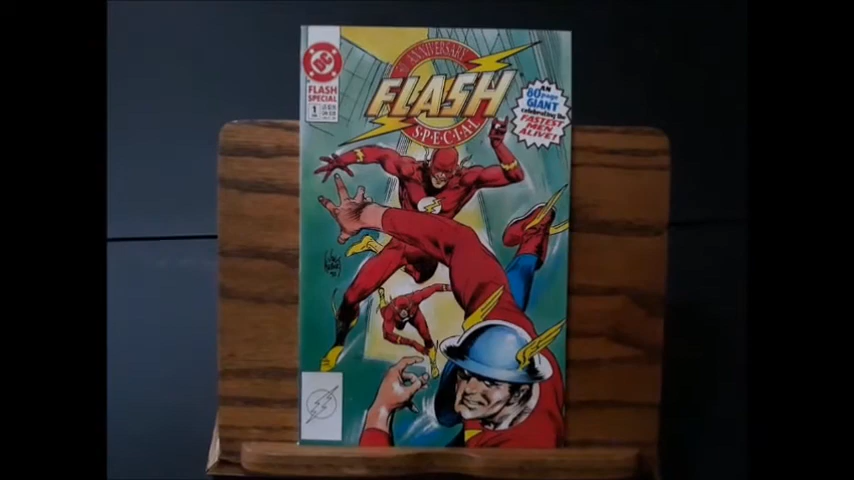 DC
FLASH
SPECIAL
1
50th ANNIVERSARY
FLASH
SPECIAL
AN
80 page
GIANT
celebrating the
FASTEST
MEN
ALIVE!